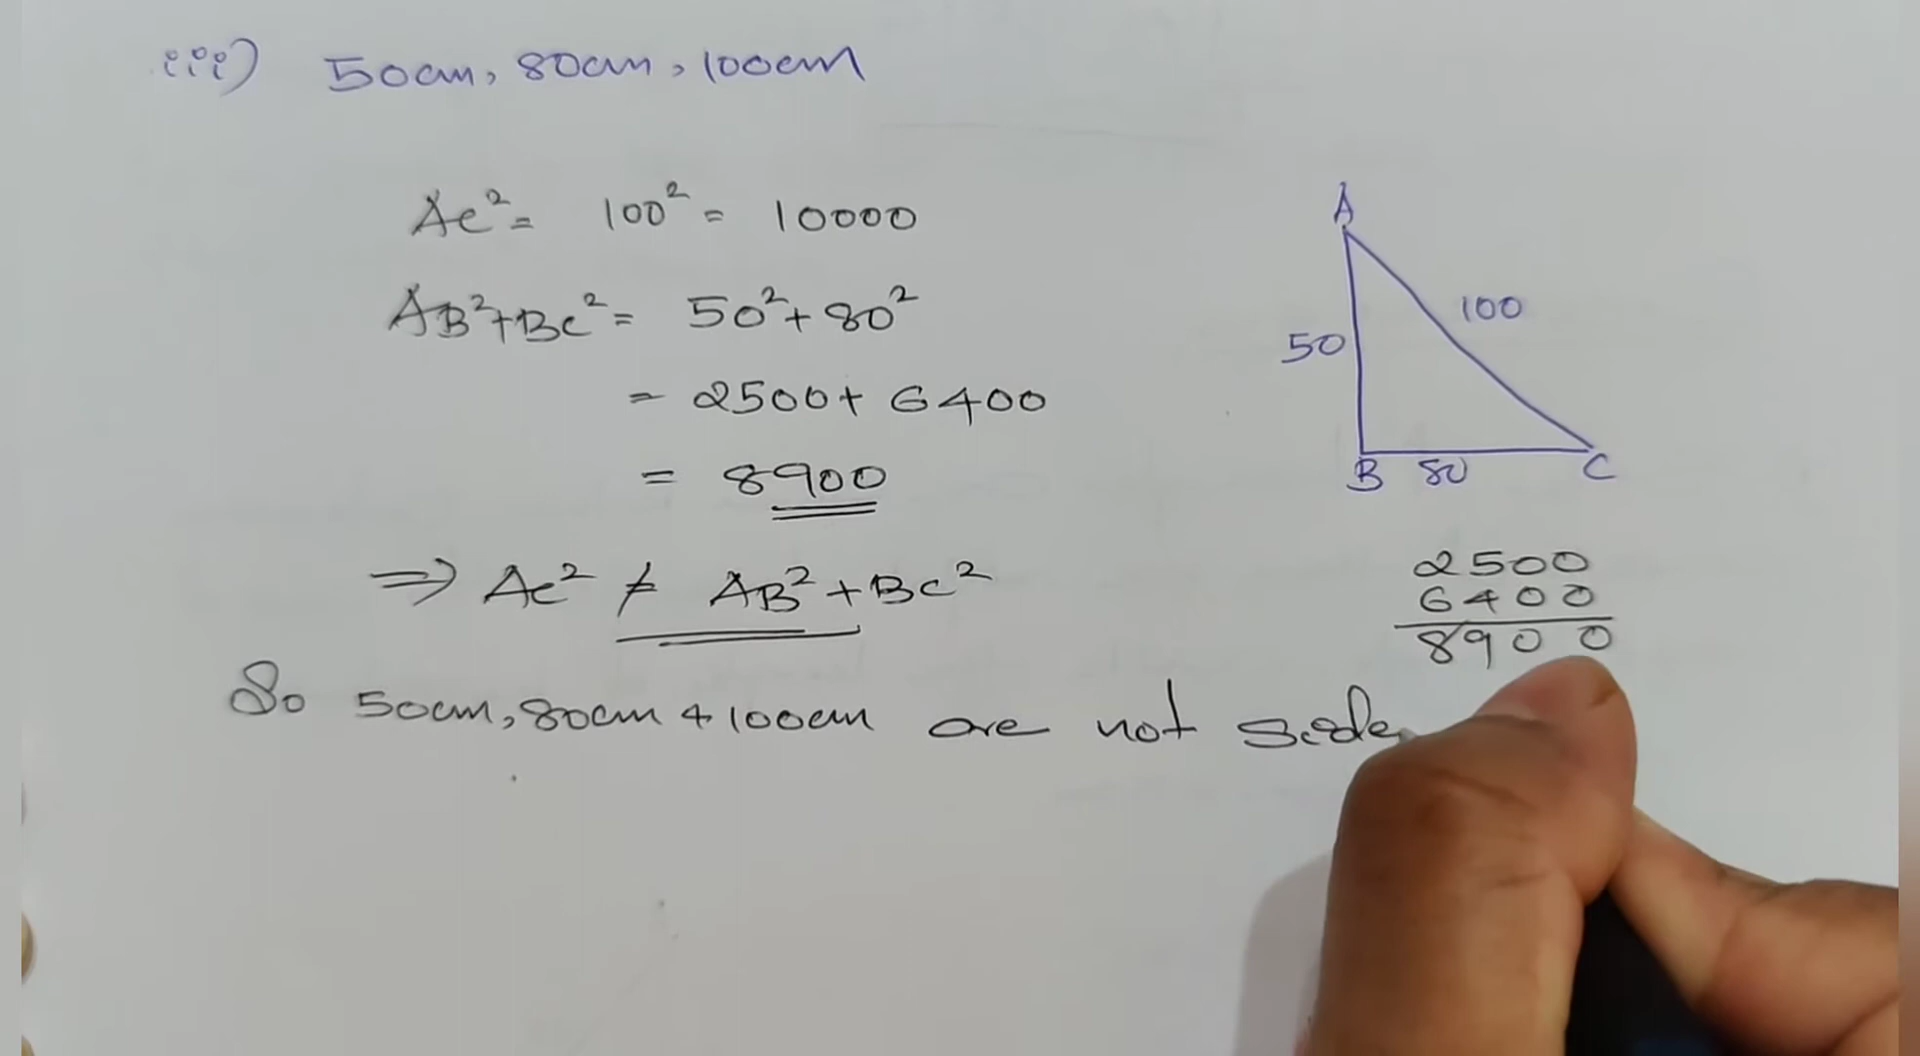 iii) 50cm, 80cm, 100cm
AC² = 100² = 10000
AB²+BC² = 50²+80²
= 2500+ 6400
= 8900
⇒ AC² ≠ AB²+BC²
So 50cm, 80cm & 100cm are not side
A
100
50
B 80 C
2500
6400
8900